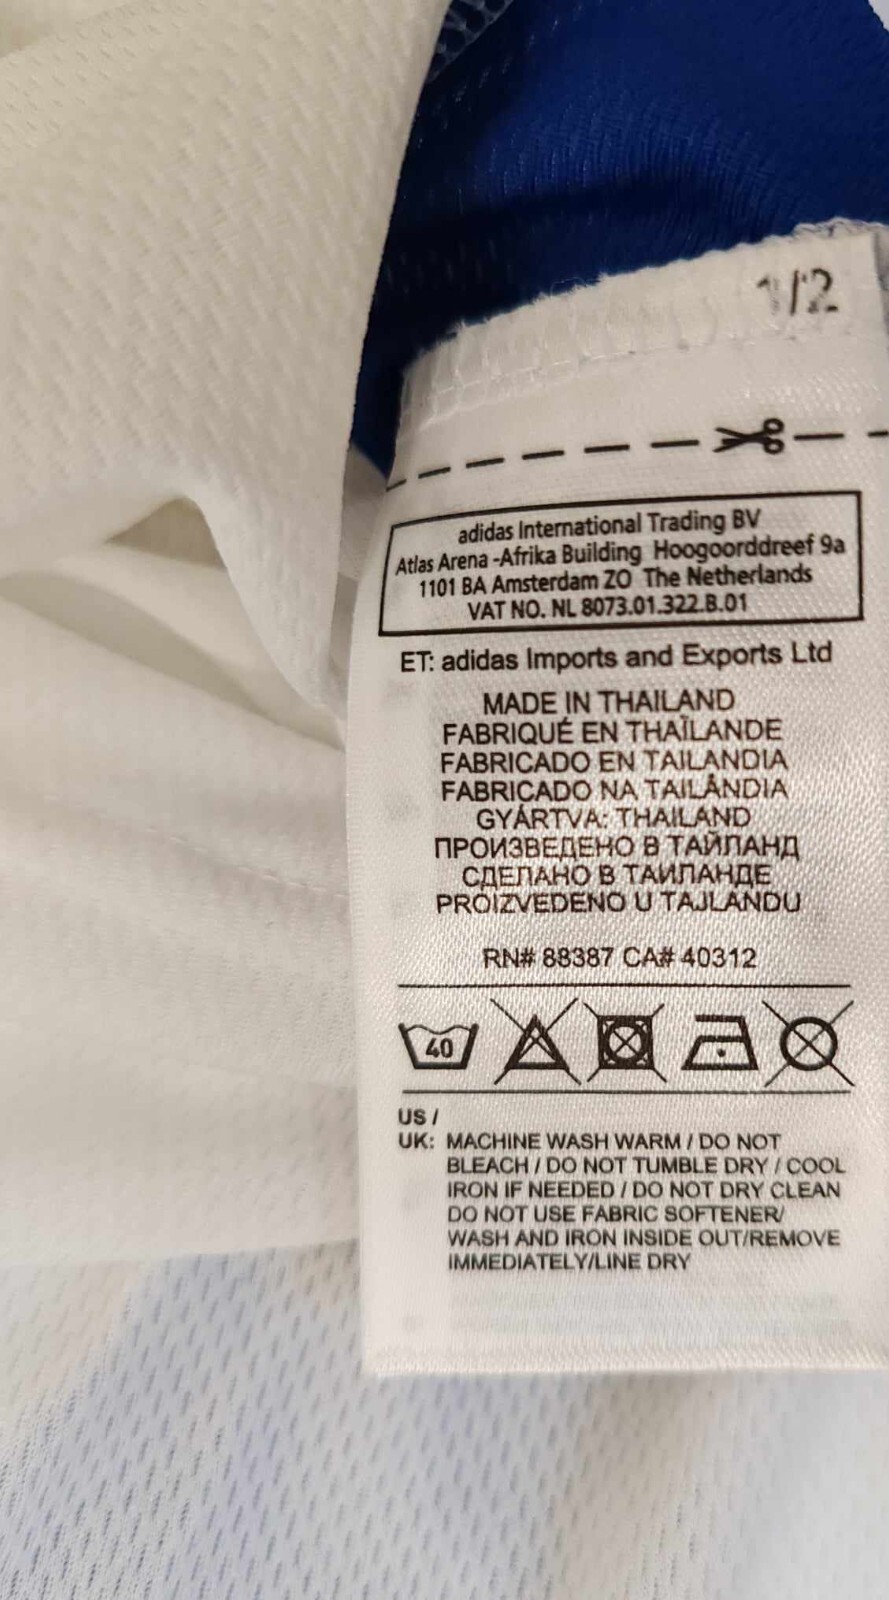 1/2
adidas International Trading BV
Atlas Arena -Afrika Building Hoogoorddreef 9a
1101 BA Amsterdam ZO The Netherlands
VAT NO. NL 8073.01.322.B.01
ET: adidas Imports and Exports Ltd
MADE IN THAILAND
FABRIQUÉ EN THAÏLANDE
FABRICADO EN TAILANDIA
FABRICADO NA TAILÂNDIA
GYÁRTVA: THAILAND
ПРОИЗВЕДЕНО В ТАЙЛАНД
СДЕЛАНО В ТАИЛАНДЕ
PROIZVEDENO U TAJLANDU
RN# 88387 CA# 40312
40
US /
UK: MACHINE WASH WARM / DO NOT
BLEACH / DO NOT TUMBLE DRY / COOL
IRON IF NEEDED / DO NOT DRY CLEAN
DO NOT USE FABRIC SOFTENER/
WASH AND IRON INSIDE OUT/REMOVE
IMMEDIATELY/LINE DRY